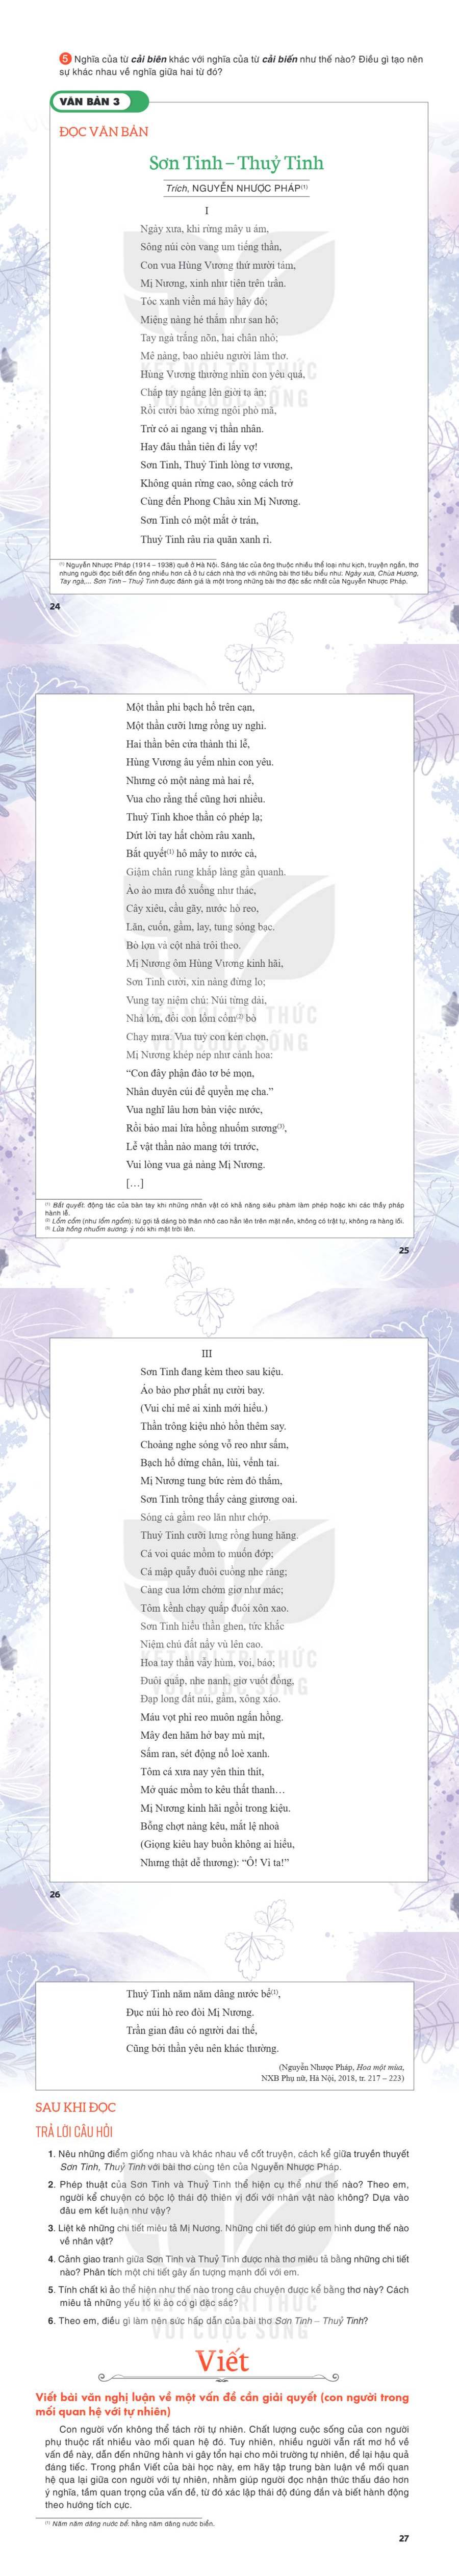 5 Nghĩa của từ cải biên khác với nghĩa của từ cải biến như thế nào? Điều gì tạo nên
sự khác nhau về nghĩa giữa hai từ đó?
VĂN BẢN 3
ĐỌC VĂN BẢN
Sơn Tinh – Thuỷ Tinh
Trích, NGUYỄN NHƯỢC PHÁP(1)
I
Ngày xưa, khi rừng mây u ám,
Sông núi còn vang um tiếng thần,
Con vua Hùng Vương thứ mười tám,
Mị Nương, xinh như tiên trên trần.
Tóc xanh viền má hây hây đỏ;
Miệng nàng hé thắm như san hô;
Tay ngà trắng nõn, hai chân nhỏ;
Mê nàng, bao nhiêu người làm thơ.
Hùng Vương thường nhìn con yêu quá,
Chắp tay ngẩng lên giời tạ ân;
Rồi cười bảo xứng ngôi phò mã,
Trừ có ai ngang vị thần nhân.
Hay đâu thần tiên đi lấy vợ!
Sơn Tinh, Thuỷ Tinh lòng tơ vương,
Không quản rừng cao, sông cách trở
Cùng đến Phong Châu xin Mị Nương.
Sơn Tinh có một mắt ở trán,
Thuỷ Tinh râu ria quăn xanh rì.
(1) Nguyễn Nhược Pháp (1914 – 1938) quê ở Hà Nội. Sáng tác của ông thuộc nhiều thể loại như kịch, truyện ngắn, thơ
nhưng người đọc biết đến ông nhiều hơn cả ở tư cách nhà thơ với những bài thơ tiêu biểu như: Ngày xưa, Chùa Hương,
Tay ngà,... Sơn Tinh – Thuỷ Tinh được đánh giá là một trong những bài thơ đặc sắc nhất của Nguyễn Nhược Pháp.
24
Một thần phi bạch hổ trên cạn,
Một thần cưỡi lưng rồng uy nghi.
Hai thần bên cửa thành thi lễ,
Hùng Vương âu yếm nhìn con yêu.
Nhưng có một nàng mà hai rể,
Vua cho rằng thế cũng hơi nhiều.
Thuỷ Tinh khoe thần có phép lạ;
Dứt lời tay hất chòm râu xanh,
Bắt quyết(1) hô mây to nước cả,
Giậm chân rung khắp làng gần quanh.
Ào ào mưa đổ xuống như thác,
Cây xiêu, cầu gãy, nước hò reo,
Lăn, cuốn, gầm, lay, tung sóng bạc.
Bò lợn và cột nhà trôi theo.
Mị Nương ôm Hùng Vương kinh hãi,
Sơn Tinh cười, xin nàng đừng lo;
Vung tay niệm chú: Núi từng dải,
Nhà lớn, đồi con lổm cổm(2) bò
Chạy mưa. Vua tuỳ con kén chọn,
Mị Nương khép nép như cành hoa:
“Con đây phận đào tơ bé mọn,
Nhân duyên cúi để quyền mẹ cha.”
Vua nghĩ lâu hơn bàn việc nước,
Rồi bảo mai lửa hồng nhuốm sương(3),
Lễ vật thần nào mang tới trước,
Vui lòng vua gả nàng Mị Nương.
[…]
(1) Bắt quyết: động tác của bàn tay khi những nhân vật có khả năng siêu phàm làm phép hoặc khi các thầy pháp
hành lễ.
(2) Lổm cổm (như lổm ngổm): từ gợi tả dáng bò thân nhô cao hẳn lên trên mặt nền, không có trật tự, không ra hàng lối.
(3) Lửa hồng nhuốm sương: ý nói khi mặt trời lên.
25
III
Sơn Tinh đang kèm theo sau kiệu.
Áo bào phơ phất nụ cười bay.
(Vui chi mê ai xinh mới hiểu.)
Thần trông kiệu nhỏ hồn thêm say.
Choàng nghe sóng vỗ reo như sấm,
Bạch hổ dừng chân, lùi, vểnh tai.
Mị Nương tung bức rèm đỏ thắm,
Sơn Tinh trông thấy càng giương oai.
Sóng cả gầm reo lăn như chớp.
Thuỷ Tinh cưỡi lưng rồng hung hăng.
Cá voi quác mồm to muốn đớp;
Cá mập quẫy đuôi cuồng nhe răng;
Càng cua lởm chởm giơ như mác;
Tôm kềnh chạy quắp đuôi xôn xao.
Sơn Tinh hiểu thần ghen, tức khắc
Niệm chú đất nẩy vù lên cao.
Hoa tay thần vẫy hùm, voi, báo;
Đuôi quắp, nhe nanh, giơ vuốt đồng,
Đạp long đất núi, gầm, xông xáo.
Máu vọt phì reo muôn ngấn hồng.
Mây đen hăm hở bay mù mịt,
Sấm ran, sét động nổ loè xanh.
Tôm cá xưa nay yên thin thít,
Mở quác mồm to kêu thất thanh…
Mị Nương kinh hãi ngồi trong kiệu.
Bỗng chợt nàng kêu, mắt lệ nhoà
(Giọng kiêu hay buồn không ai hiểu,
Nhưng thật dễ thương): “Ô! Vì ta!”
26
Thuỷ Tinh năm năm dâng nước bể(1),
Đục núi hò reo đòi Mị Nương.
Trần gian đâu có người dai thế,
Cũng bởi thần yêu nên khác thường.
(Nguyễn Nhược Pháp, Hoa một mùa,
NXB Phụ nữ, Hà Nội, 2018, tr. 217 – 223)
SAU KHI ĐỌC
TRẢ LỜI CÂU HỎI
1. Nêu những điểm giống nhau và khác nhau về cốt truyện, cách kể giữa truyền thuyết
Sơn Tinh, Thuỷ Tinh với bài thơ cùng tên của Nguyễn Nhược Pháp.
2. Phép thuật của Sơn Tinh và Thuỷ Tinh thể hiện cụ thể như thế nào? Theo em,
người kể chuyện có bộc lộ thái độ thiên vị đối với nhân vật nào không? Dựa vào
đâu em kết luận như vậy?
3. Liệt kê những chi tiết miêu tả Mị Nương. Những chi tiết đó giúp em hình dung thế nào
về nhân vật?
4. Cảnh giao tranh giữa Sơn Tinh và Thuỷ Tinh được nhà thơ miêu tả bằng những chi tiết
nào? Phân tích một chi tiết gây ấn tượng mạnh đối với em.
5. Tính chất kì ảo thể hiện như thế nào trong câu chuyện được kể bằng thơ này? Cách
miêu tả những yếu tố kì ảo có gì đặc sắc?
6. Theo em, điều gì làm nên sức hấp dẫn của bài thơ Sơn Tinh – Thuỷ Tinh?
Viết
Viết bài văn nghị luận về một vấn đề cần giải quyết (con người trong
mối quan hệ với tự nhiên)
Con người vốn không thể tách rời tự nhiên. Chất lượng cuộc sống của con người
phụ thuộc rất nhiều vào mối quan hệ đó. Tuy nhiên, nhiều người vẫn rất mơ hồ về
vấn đề này, dẫn đến những hành vi gây tổn hại cho môi trường tự nhiên, để lại hậu quả
đáng tiếc. Trong phần Viết của bài học này, em hãy tập trung bàn luận về mối quan
hệ qua lại giữa con người với tự nhiên, nhằm giúp người đọc nhận thức thấu đáo hơn
ý nghĩa, tầm quan trọng của vấn đề, từ đó xác lập thái độ đúng đắn và biết hành động
theo hướng tích cực.
(1) Năm năm dâng nước bể: hằng năm dâng nước biển.
27